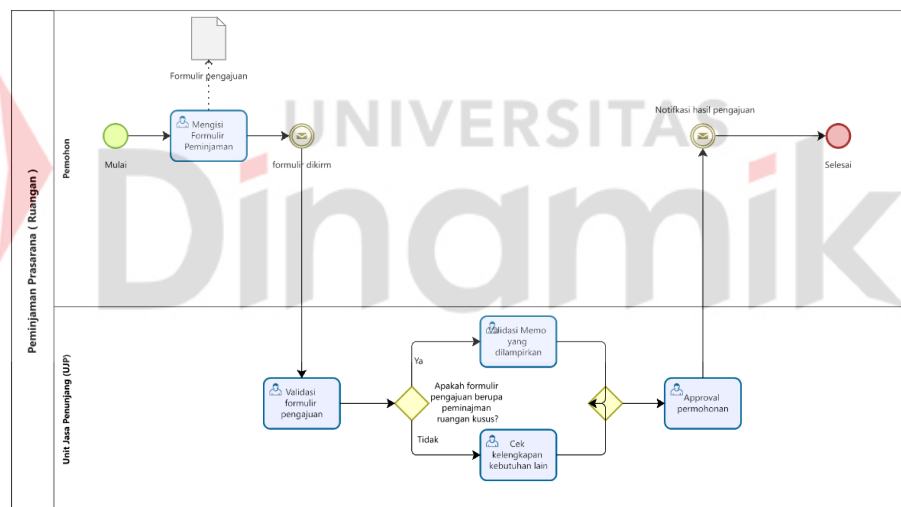 Peminjaman Prasarana ( Ruangan )
Pemohon
Formulir pengajuan
Mulai
Mengisi
Formulir
Peminjaman
formulir dikirm
Notifkasi hasil pengajuan
Selesai
UNIVERSITAS
Dinamik
Unit Jasa Penunjang (UJP)
Validasi
formulir
pengajuan
Ya
Apakah formulir
pengajuan berupa
peminajman
ruangan kusus?
Tidak
Validasi Memo
yang
dilampirkan
Cek
kelengkapan
kebutuhan lain
Approval
permohonan